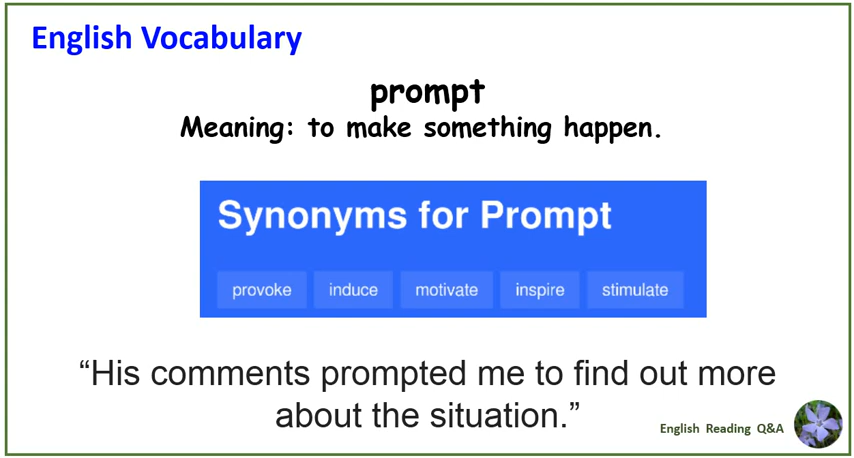 English Vocabulary
prompt
Meaning: to make something happen.
Synonyms for Prompt
provoke induce motivate inspire stimulate
“His comments prompted me to find out more
about the situation.”
English Reading Q&A